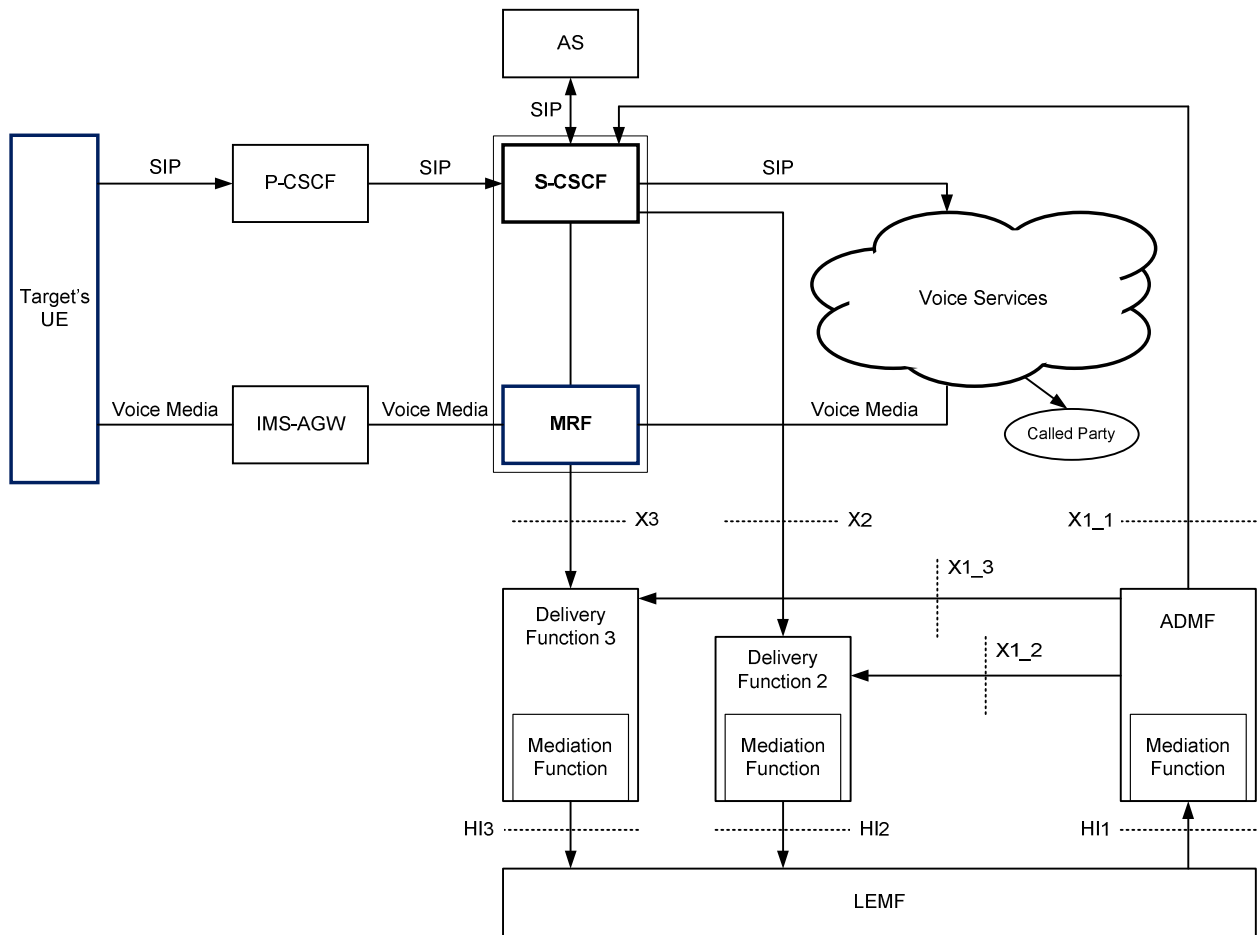 AS
SIP
SIP
P-CSCF
SIP
S-CSCF
SIP
Target's
UE
Voice Services
Voice Media
IMS-AGW
Voice Media
MRF
Voice Media
Called Party
X3
X2
X1_1
X1_3
Delivery
Function 3
ADMF
X1_2
Delivery
Function 2
Mediation
Function
Mediation
Function
Mediation
Function
HI3
HI2
HI1
LEMF